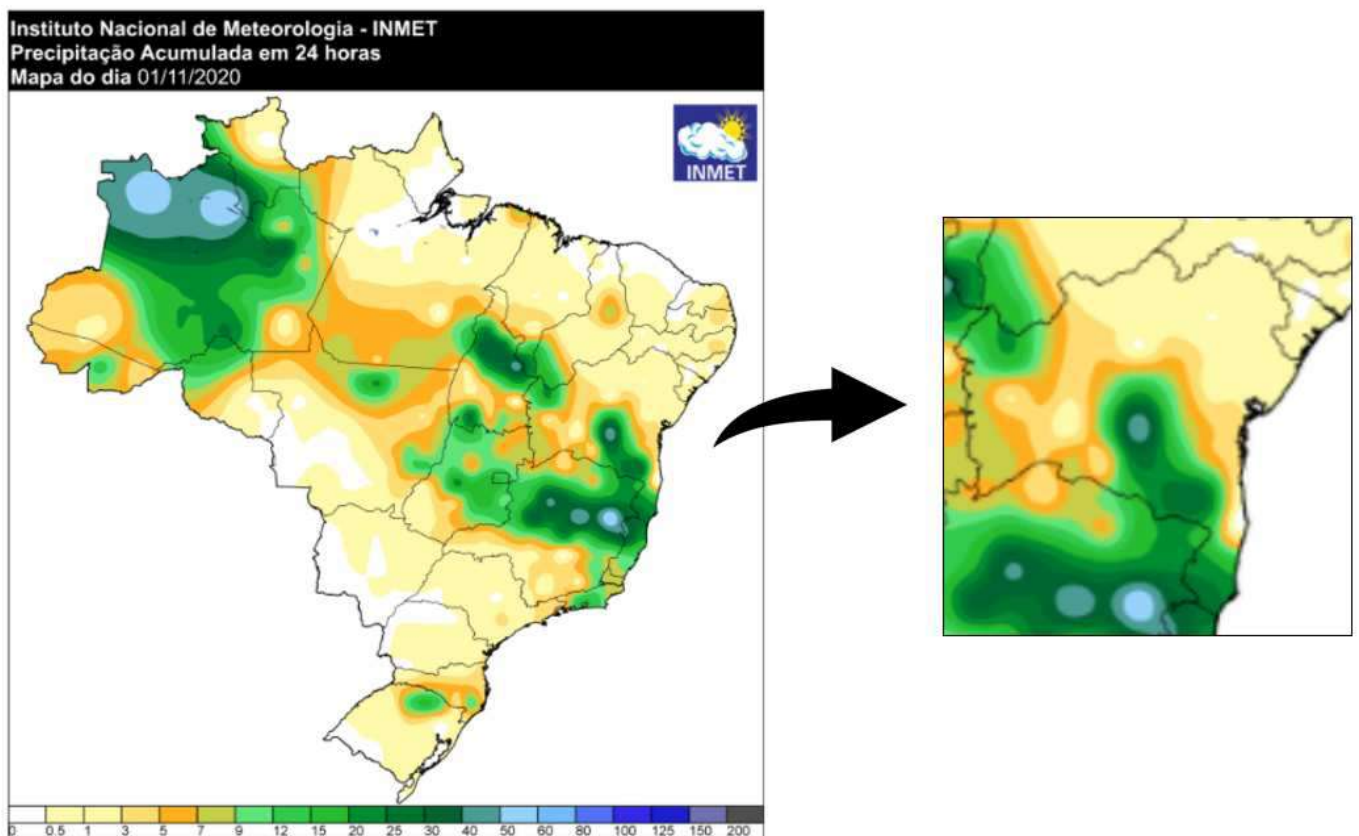 Instituto Nacional de Meteorologia - INMET
Precipitação Acumulada em 24 horas
Mapa do dia 01/11/2020
INMET
0 0.5 1 3 5 7 9 12 15 20 25 30 40 50 60 80 100 125 150 200